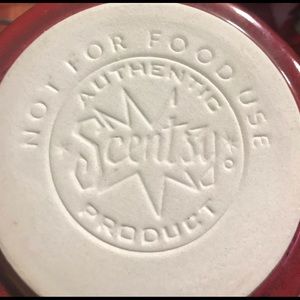 NOT FOR FOOD USE
AUTHENTIC
Scentsy
PRODUCT